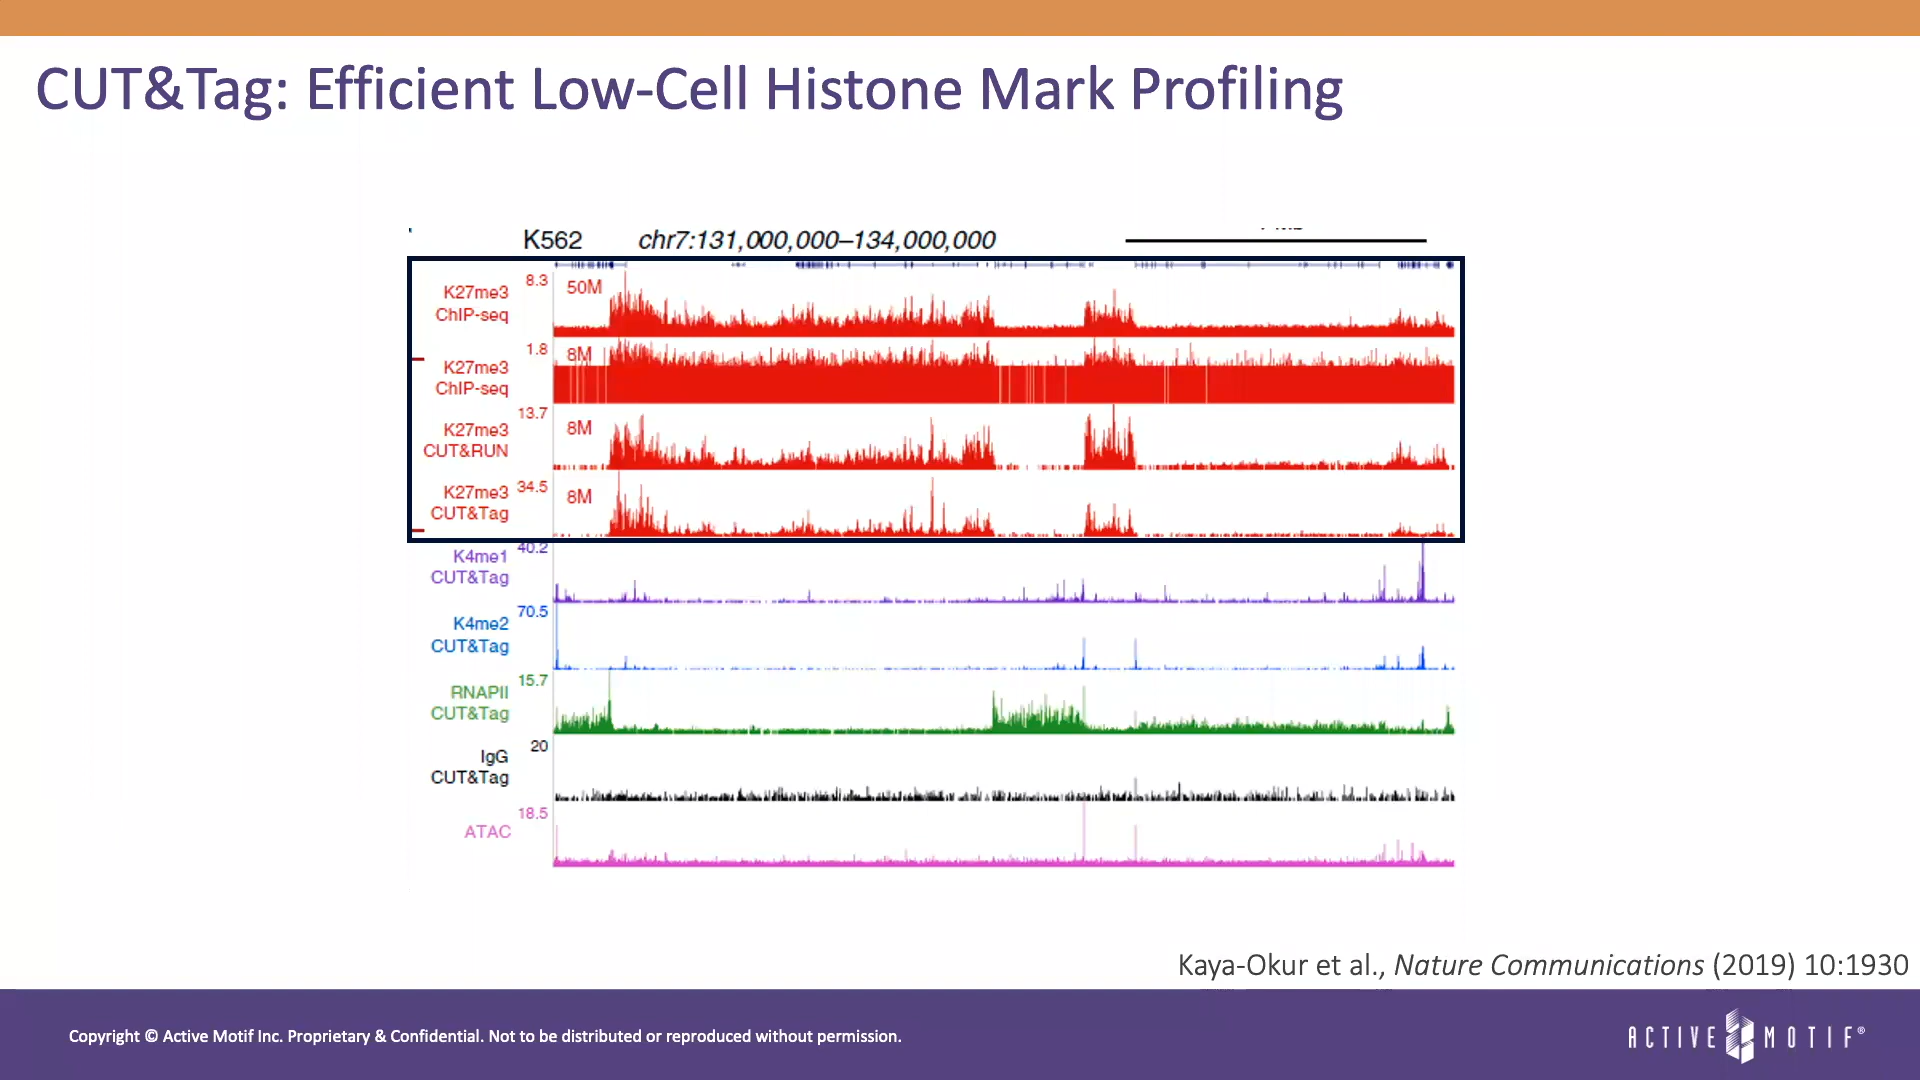 CUT&Tag: Efficient Low-Cell Histone Mark Profiling
K562 chr7:131,000,000–134,000,000
K27me3 8.3 50M
ChIP-seq
K27me3 1.8 8M
ChIP-seq
K27me3 13.7 8M
CUT&RUN
K27me3 34.5 8M
CUT&Tag
K4me1 40.2
CUT&Tag
K4me2 70.5
CUT&Tag
RNAPII 15.7
CUT&Tag
IgG 20
CUT&Tag
ATAC 18.5
Kaya-Okur et al., Nature Communications (2019) 10:1930
Copyright © Active Motif Inc. Proprietary & Confidential. Not to be distributed or reproduced without permission.
ACTIVE MOTIF®